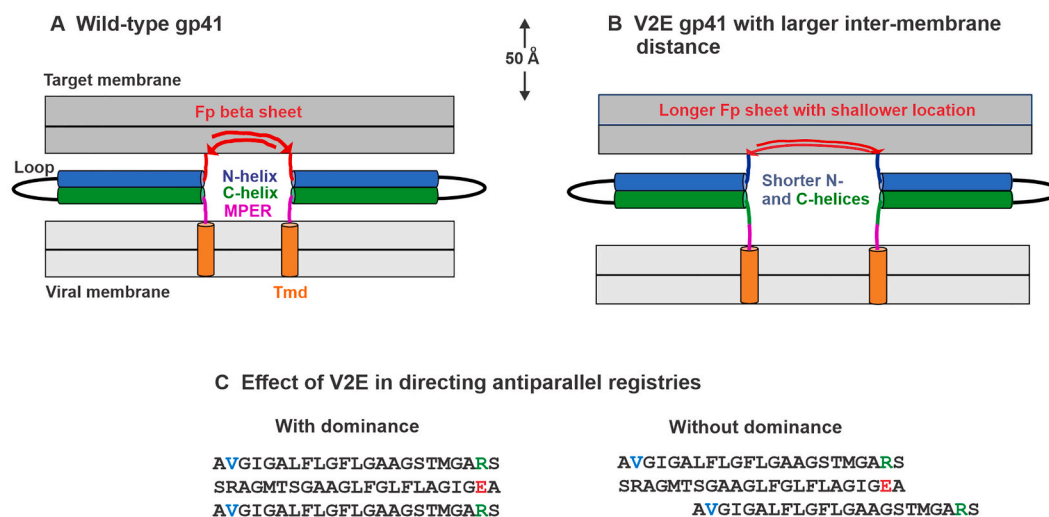 A Wild-type gp41
50 Å
B V2E gp41 with larger inter-membrane
distance
Target membrane
Fp beta sheet
Loop
N-helix
C-helix
MPER
Viral membrane
Tmd
Longer Fp sheet with shallower location
Shorter N-
and C-helices
C Effect of V2E in directing antiparallel registries
With dominance
AVGIGALFLGFLGAAGSTMGARS
SRAGMTSGAAGLFGLFLAGIGEA
AVGIGALFLGFLGAAGSTMGARS
Without dominance
AVGIGALFLGFLGAAGSTMGARS
SRAGMTSGAAGLFGLFLAGIGEA
AVGIGALFLGFLGAAGSTMGARS